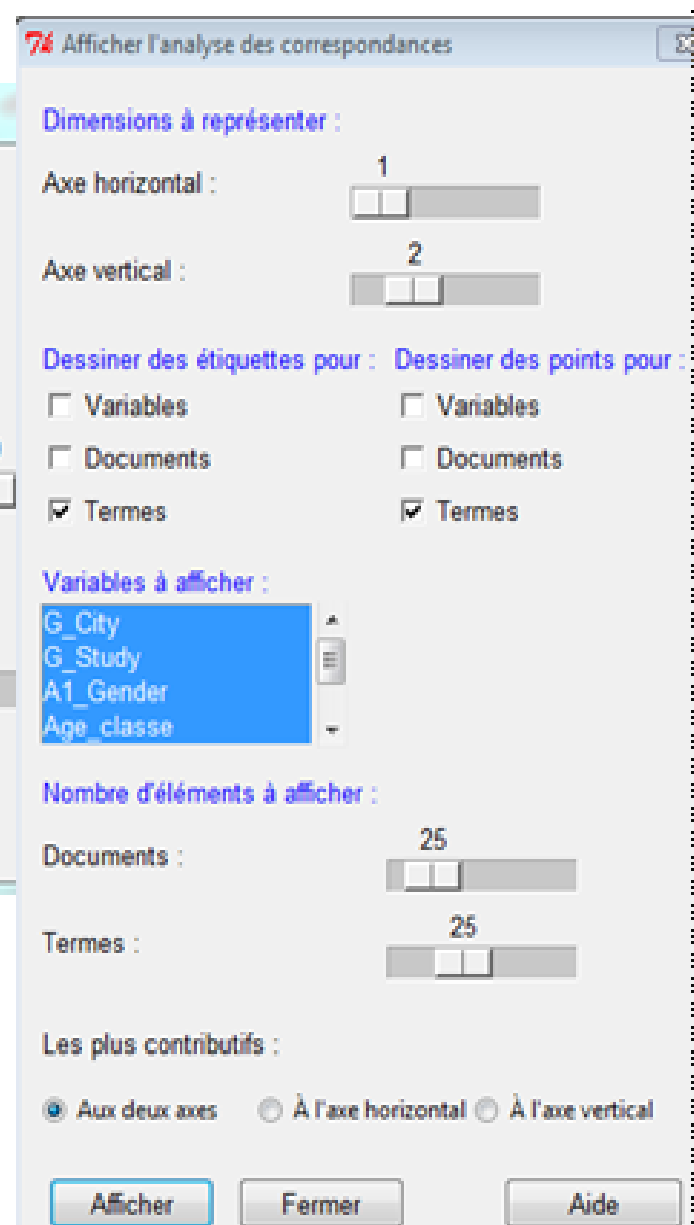 Afficher l'analyse des correspondances
Dimensions à représenter :
Axe horizontal :
1
Axe vertical :
2
Dessiner des étiquettes pour : Dessiner des points pour :
Variables Variables
Documents Documents
Termes Termes
Variables à afficher :
G_City
G_Study
A1_Gender
Age_classe
Nombre d'éléments à afficher :
Documents :
25
Termes :
25
Les plus contributifs :
Aux deux axes À l'axe horizontal À l'axe vertical
Afficher Fermer Aide